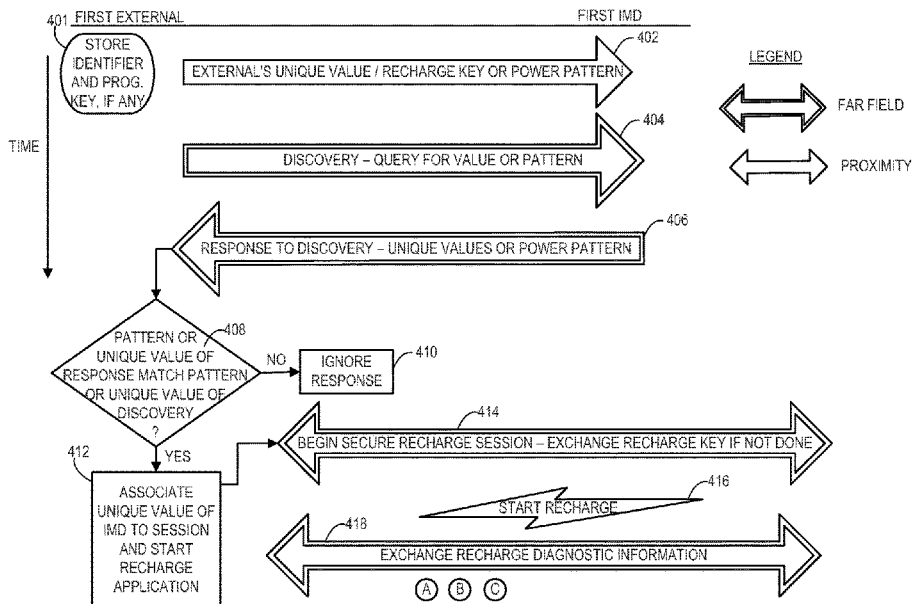 FIRST EXTERNAL
FIRST IMD
401
STORE
IDENTIFIER
AND PROG.
KEY, IF ANY
402
EXTERNAL'S UNIQUE VALUE / RECHARGE KEY OR POWER PATTERN
LEGEND
FAR FIELD
PROXIMITY
TIME
404
DISCOVERY – QUERY FOR VALUE OR PATTERN
406
RESPONSE TO DISCOVERY – UNIQUE VALUES OR POWER PATTERN
408
PATTERN OR
UNIQUE VALUE OF
RESPONSE MATCH PATTERN
OR UNIQUE VALUE OF
DISCOVERY
?
NO
IGNORE
RESPONSE
410
YES
412
ASSOCIATE
UNIQUE VALUE OF
IMD TO SESSION
AND START
RECHARGE
APPLICATION
414
BEGIN SECURE RECHARGE SESSION – EXCHANGE RECHARGE KEY IF NOT DONE
416
START RECHARGE
418
EXCHANGE RECHARGE DIAGNOSTIC INFORMATION
A B C